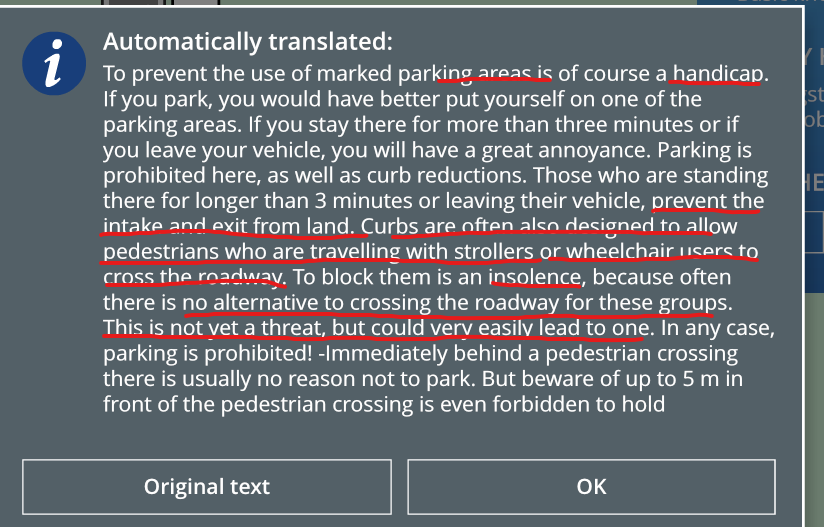 Automatically translated:
To prevent the use of marked parking areas is of course a handicap.
If you park, you would have better put yourself on one of the
parking areas. If you stay there for more than three minutes or if
you leave your vehicle, you will have a great annoyance. Parking is
prohibited here, as well as curb reductions. Those who are standing
there for longer than 3 minutes or leaving their vehicle, prevent the
intake and exit from land. Curbs are often also designed to allow
pedestrians who are travelling with strollers or wheelchair users to
cross the roadway. To block them is an insolence, because often
there is no alternative to crossing the roadway for these groups.
This is not yet a threat, but could very easily lead to one. In any case,
parking is prohibited! -Immediately behind a pedestrian crossing
there is usually no reason not to park. But beware of up to 5 m in
front of the pedestrian crossing is even forbidden to hold
Original text
OK